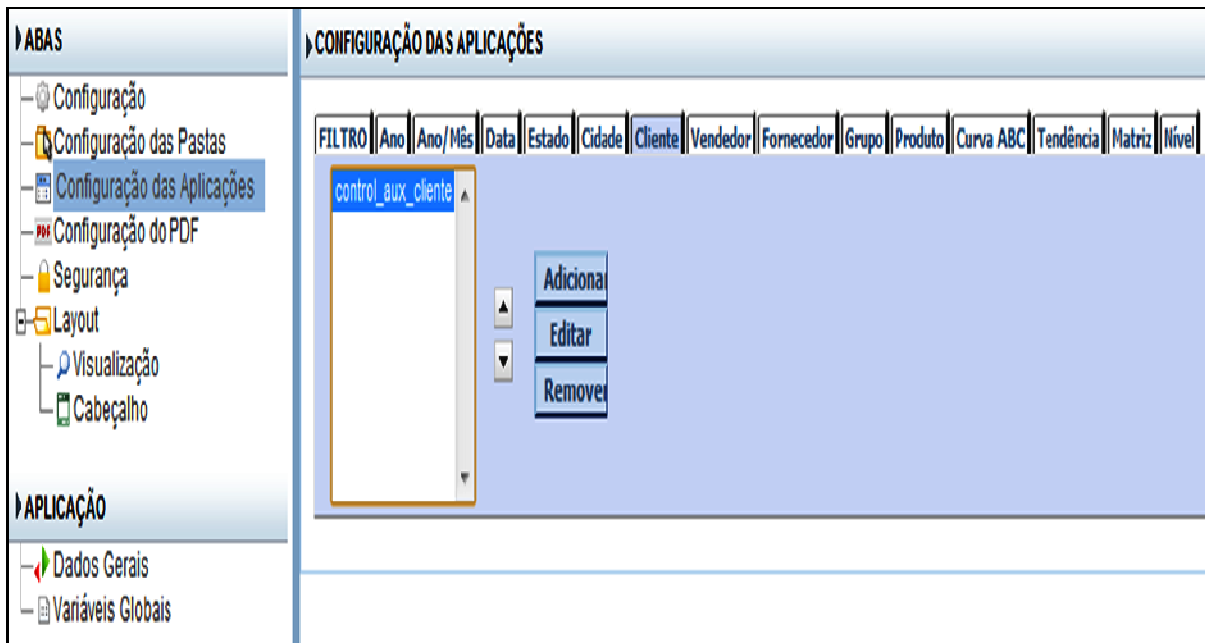 ABAS
Configuração
Configuração das Pastas
Configuração das Aplicações
PDF Configuração do PDF
Segurança
Layout
Visualização
Cabeçalho
APLICAÇÃO
Dados Gerais
Variáveis Globais
CONFIGURAÇÃO DAS APLICAÇÕES
FILTRO Ano Ano/Mês Data Estado Cidade Cliente Vendedor Fornecedor Grupo Produto Curva ABC Tendência Matriz Nível
control_aux_cliente
Adicionar
Editar
Remover